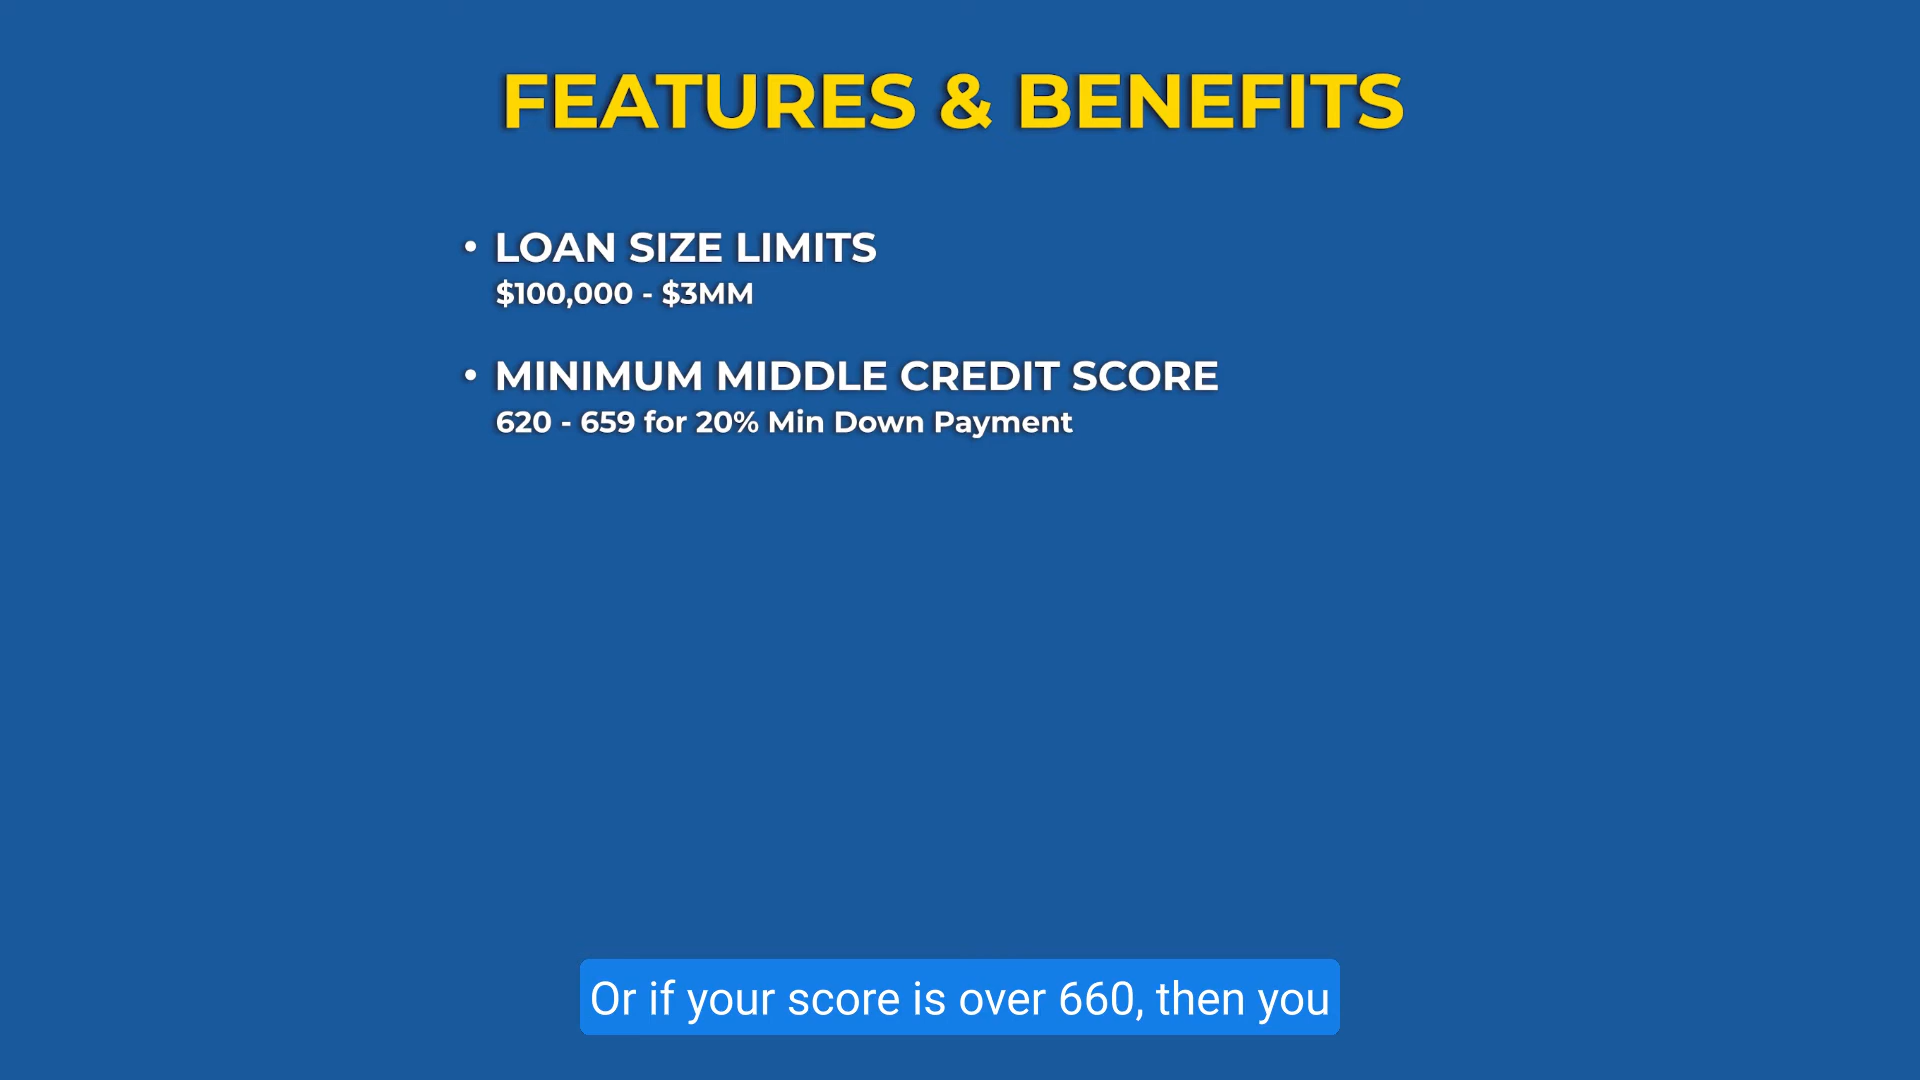 FEATURES & BENEFITS
• LOAN SIZE LIMITS
$100,000 - $3MM
• MINIMUM MIDDLE CREDIT SCORE
620 - 659 for 20% Min Down Payment
Or if your score is over 660, then you